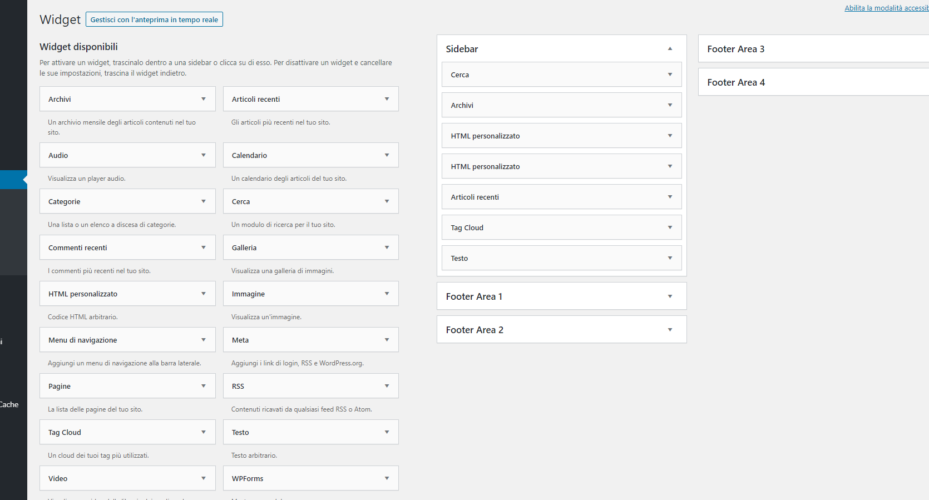 Abilita la modalità accessib
Widget Gestisci con l'anteprima in tempo reale
Widget disponibili
Per attivare un widget, trascinalo dentro a una sidebar o clicca su di esso. Per disattivare un widget e cancellare
le sue impostazioni, trascina il widget indietro.
Archivi
Un archivio mensile degli articoli contenuti nel tuo
sito.
Articoli recenti
Gli articoli più recenti nel tuo sito.
Audio
Visualizza un player audio.
Calendario
Un calendario degli articoli del tuo sito.
Categorie
Una lista o un elenco a discesa di categorie.
Cerca
Un modulo di ricerca per il tuo sito.
Commenti recenti
I commenti più recenti nel tuo sito.
Galleria
Visualizza una galleria di immagini.
HTML personalizzato
Codice HTML arbitrario.
Immagine
Visualizza un'immagine.
Menu di navigazione
Aggiungi un menu di navigazione alla barra laterale.
Meta
Aggiungi i link di login, RSS e WordPress.org.
Pagine
La lista delle pagine del tuo sito.
RSS
Contenuti ricavati da qualsiasi feed RSS o Atom.
Tag Cloud
Un cloud dei tuoi tag più utilizzati.
Testo
Testo arbitrario.
Video
WPForms
Sidebar
Cerca
Archivi
HTML personalizzato
HTML personalizzato
Articoli recenti
Tag Cloud
Testo
Footer Area 1
Footer Area 2
Footer Area 3
Footer Area 4
i
Cache